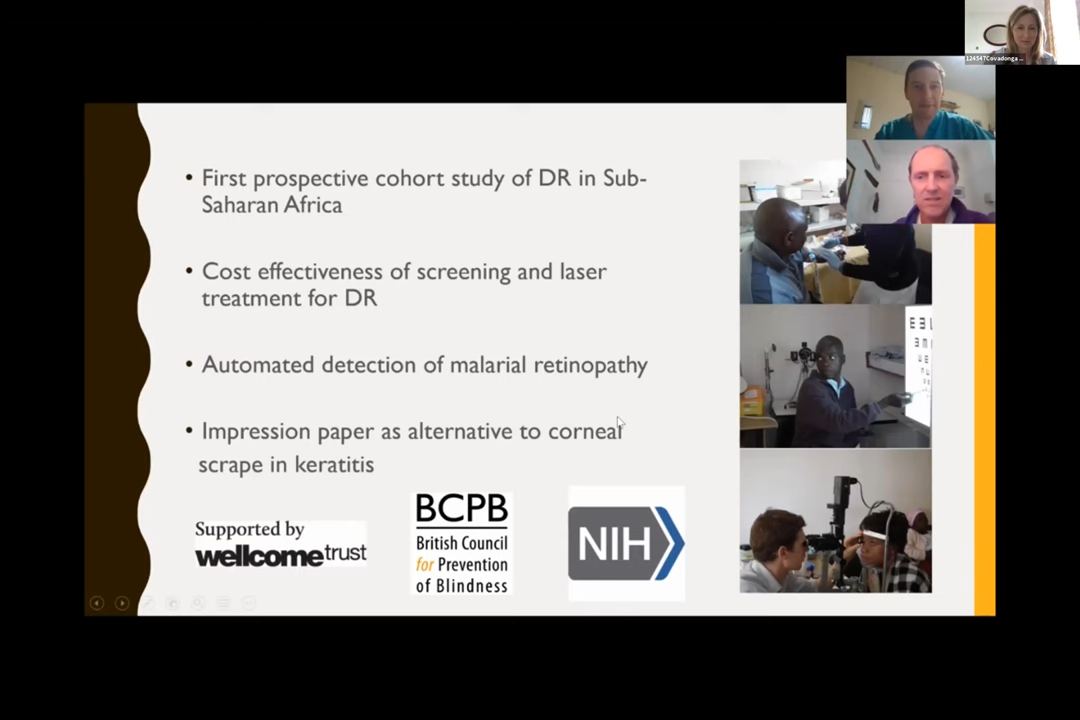 124547Covadonga ...
• First prospective cohort study of DR in Sub-
Saharan Africa
• Cost effectiveness of screening and laser
treatment for DR
• Automated detection of malarial retinopathy
• Impression paper as alternative to corneal
scrape in keratitis
Supported by
wellcometrust
BCPB
British Council
for Prevention
of Blindness
NIH